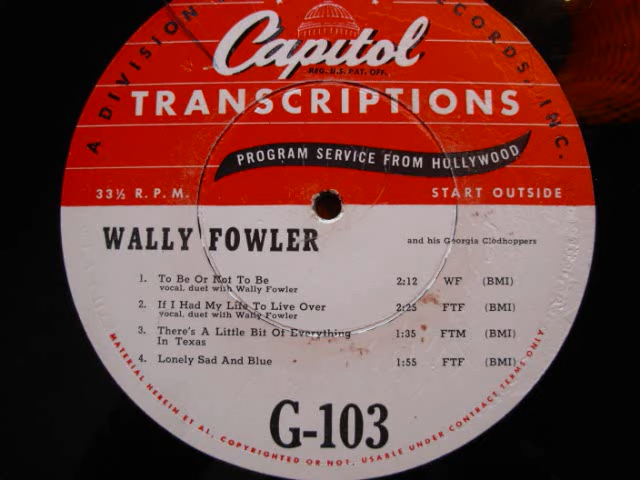 A DIVISION RECORDS, INC.
Capitol
REG. U.S. PAT. OFF.
TRANSCRIPTIONS
PROGRAM SERVICE FROM HOLLYWOOD
33⅓ R. P. M. START OUTSIDE
WALLY FOWLER and his Georgia Clodhoppers
1. To Be Or Not To Be 2:12 WF (BMI)
vocal, duet with Wally Fowler
2. If I Had My Life To Live Over 2:25 FTF (BMI)
vocal, duet with Wally Fowler
3. There's A Little Bit Of Everything 1:35 FTM (BMI)
In Texas
4. Lonely Sad And Blue 1:55 FTF (BMI)
G-103
MATERIAL HEREIN ET AL. COPYRIGHTED OR NOT, USABLE UNDER CONTRACT TERMS ONLY.